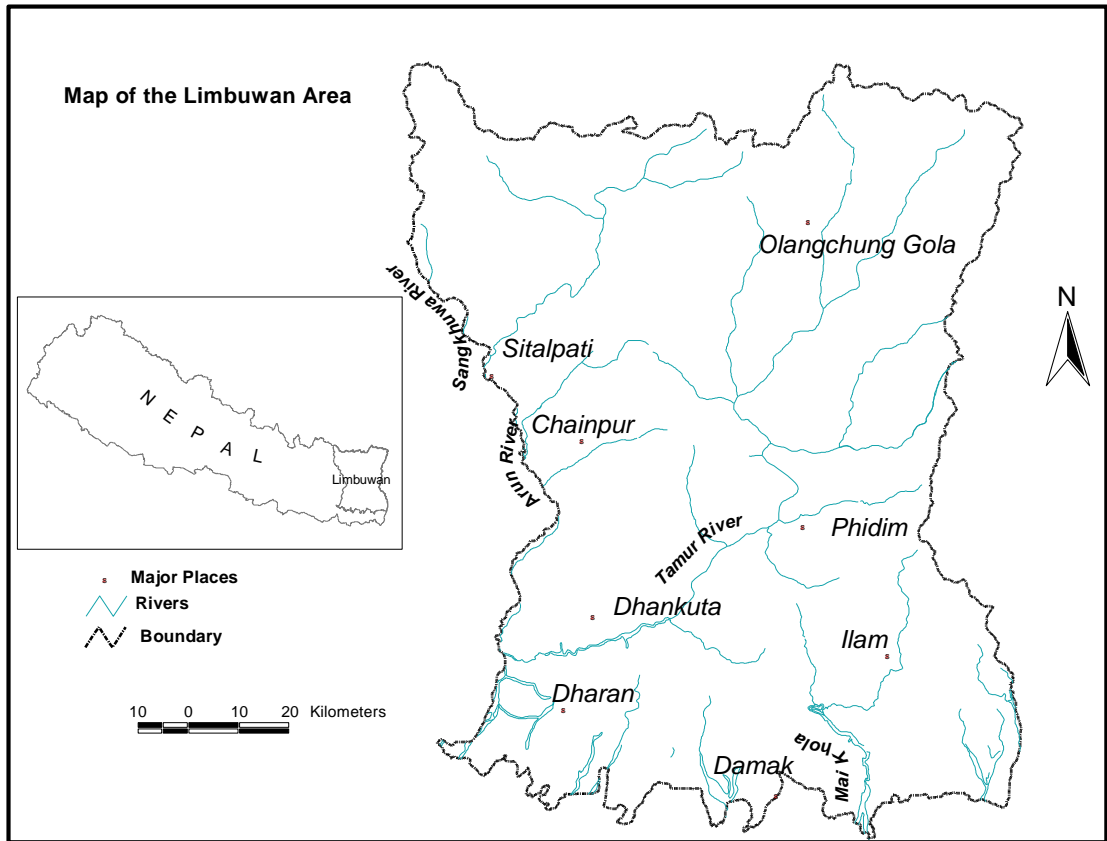 Map of the Limbuwan Area
Olangchung Gola
N
Sangkhuwa River
Sitalpati
Chainpur
Arun River
NEPAL
Limbuwan
Tamur River
Phidim
Major Places
Rivers
Boundary
Dhankuta
Ilam
Dharan
10 0 10 20 Kilometers
Mai Khola
Damak